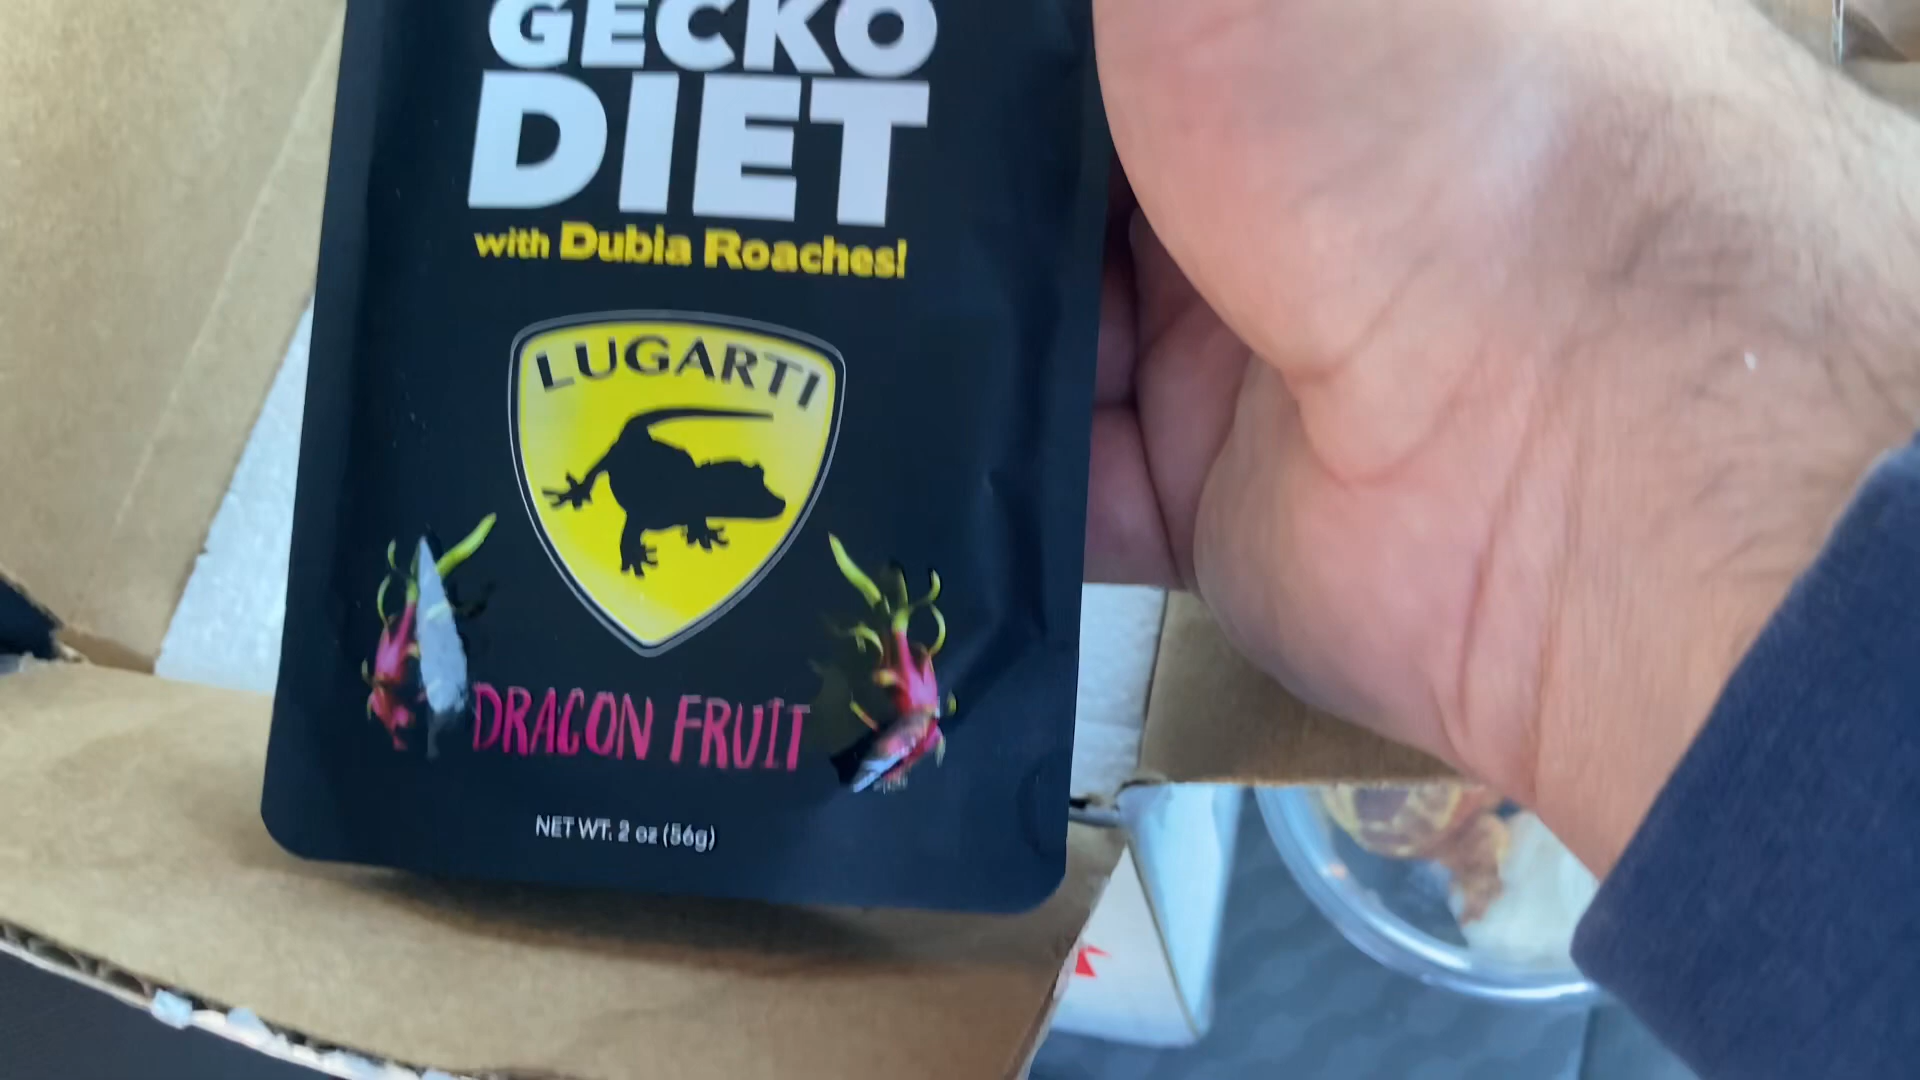 GECKO
DIET
with Dubia Roaches!
LUGARTI
DRAGON FRUIT
NET WT. 2 oz (56g)